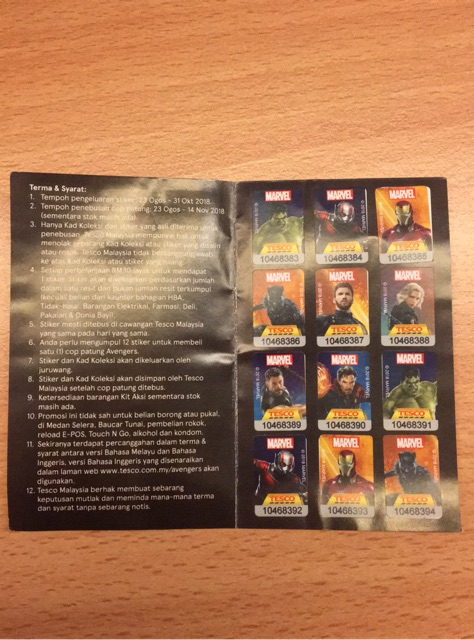 Terma & Syarat:
1. Tempoh pengeluaran stiker: 23 Ogos - 31 Okt 2018.
2. Tempoh penebusan cop patung: 23 Ogos - 14 Nov 2018
(sementara stok masih ada).
3. Hanya Kad Koleksi dan stiker yang asli diterima untuk
penebusan. Tesco Malaysia mempunyai hak untuk
menolak sebarang Kad Koleksi atau stiker yang disalin
atau rosak. Tesco Malaysia tidak bertanggungjawab
ke atas Kad Koleksi atau stiker yang hilang.
4. Setiap perbelanjaan RM30 layak untuk mendapat
1 stiker. Stiker akan dikeluarkan berdasarkan jumlah
dalam satu resit dan bukan jumlah resit terkumpul
(kecuali belian dari kaunter bahagian HBA,
Tidak-halal, Barangan Elektrikal, Farmasi, Deli,
Pakaian & Dunia Bayi)
5. Stiker mesti ditebus di cawangan Tesco Malaysia
yang sama pada hari yang sama.
6. Anda perlu mengumpul 12 stiker untuk membeli
satu (1) cop patung Avengers.
7. Stiker dan Kad Koleksi akan dikeluarkan oleh
juruwang.
8. Stiker dan Kad Koleksi akan disimpan oleh Tesco
Malaysia setelah cop patung ditebus.
9. Ketersediaan barangan Kit Aksi sementara stok
masih ada.
10. Promosi ini tidak sah untuk belian borong atau pukal,
di Medan Selera, Baucar Tunai, pembelian rokok,
reload E-POS, Touch N Go, alkohol dan kondom.
11. Sekiranya terdapat percanggahan dalam terma &
syarat antara versi Bahasa Melayu dan Bahasa
Inggeris, versi Bahasa Inggeris yang disenaraikan
dalam laman web www.tesco.com.my/avengers akan
digunakan.
12. Tesco Malaysia berhak membuat sebarang
keputusan mutlak dan meminda mana-mana terma
dan syarat tanpa sebarang notis.
MARVEL MARVEL MARVEL
10468383 10468384 10468385
TESCO TESCO TESCO
10468386 10468387 10468388
MARVEL MARVEL MARVEL
TESCO TESCO TESCO
10468389 10468390 10468391
TESCO TESCO TESCO
10468392 10468393 10468394